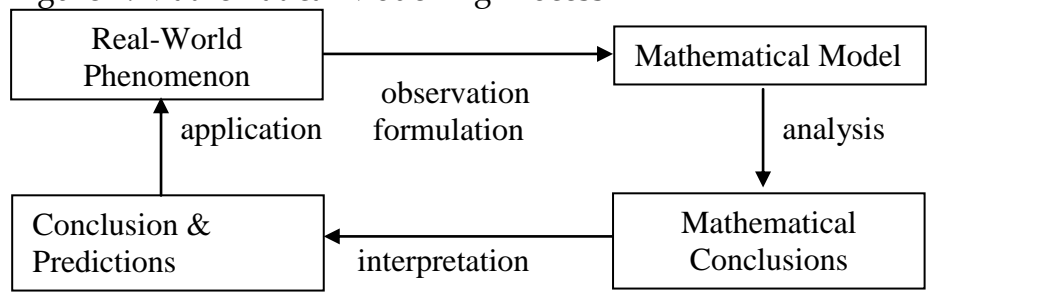 Real-World
Phenomenon
Mathematical Model
observation
formulation
application
analysis
Conclusion &
Predictions
Mathematical
Conclusions
interpretation